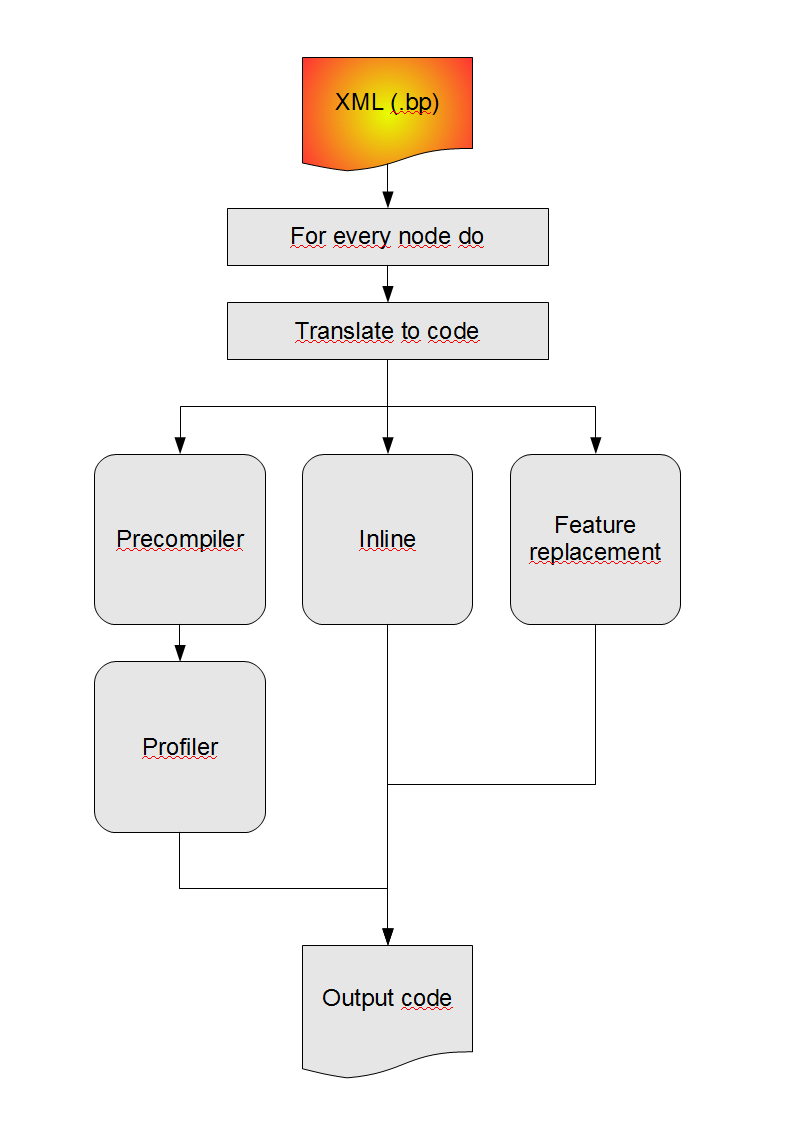 XML (.bp)
For every node do
Translate to code
Precompiler
Inline
Feature
replacement
Profiler
Output code